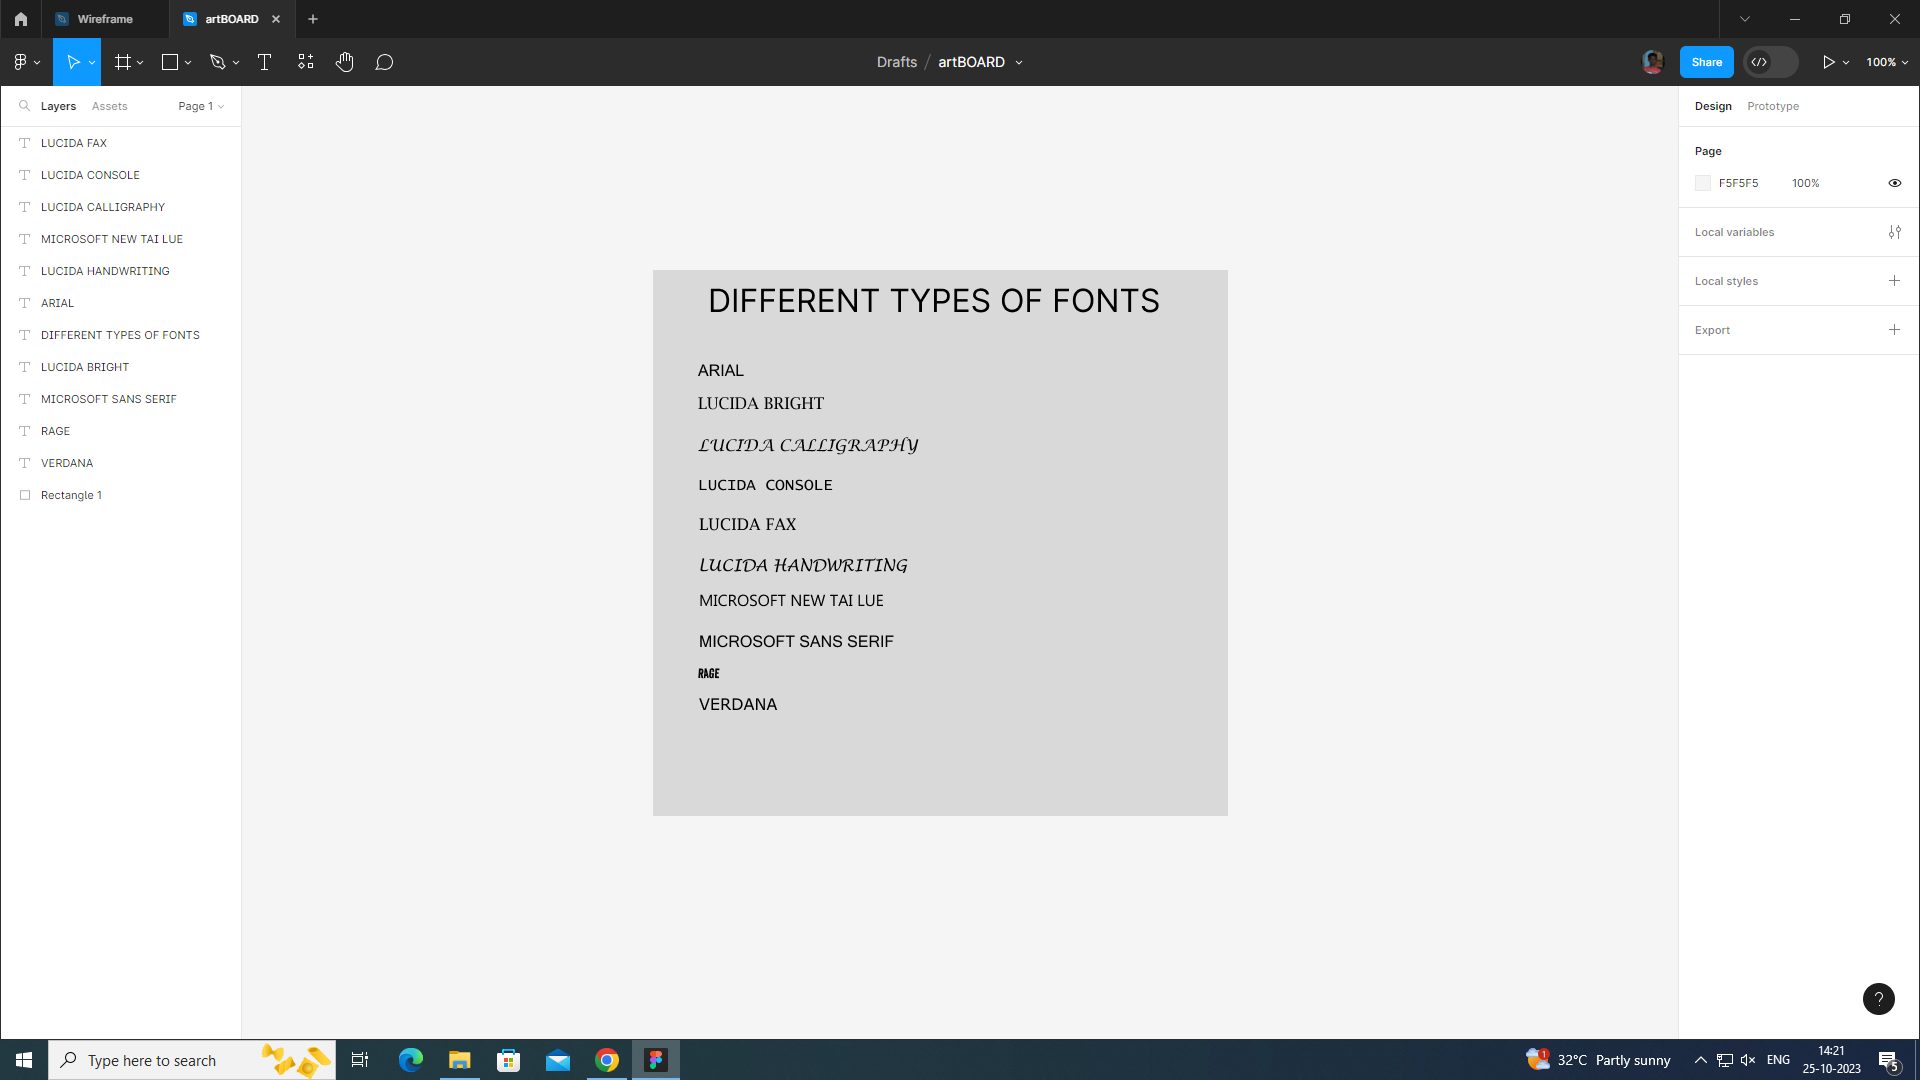 Wireframe
artBOARD
Drafts / artBOARD
Share
100%
Layers
Assets
Page 1
LUCIDA FAX
LUCIDA CONSOLE
LUCIDA CALLIGRAPHY
MICROSOFT NEW TAI LUE
LUCIDA HANDWRITING
ARIAL
DIFFERENT TYPES OF FONTS
LUCIDA BRIGHT
MICROSOFT SANS SERIF
RAGE
VERDANA
Rectangle 1
DIFFERENT TYPES OF FONTS
ARIAL
LUCIDA BRIGHT
LUCIDA CALLIGRAPHY
LUCIDA CONSOLE
LUCIDA FAX
LUCIDA HANDWRITING
MICROSOFT NEW TAI LUE
MICROSOFT SANS SERIF
RAGE
VERDANA
Design
Prototype
Page
F5F5F5 100%
Local variables
Local styles
Export
?
Type here to search
1
32°C Partly sunny
ENG
14:21
25-10-2023
5